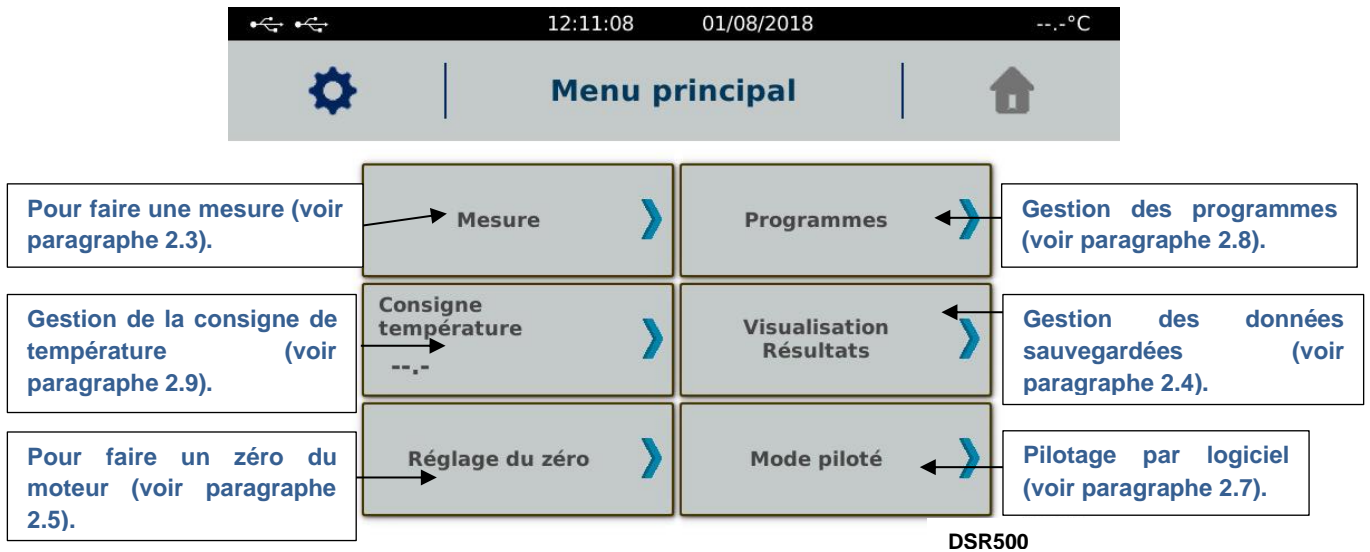 12:11:08 01/08/2018 --.-°C
Menu principal
Pour faire une mesure (voir
paragraphe 2.3).
Mesure
Programmes
Gestion des programmes
(voir paragraphe 2.8).
Gestion de la consigne de
température (voir
paragraphe 2.9).
Consigne
température
--.-
Visualisation
Résultats
Gestion des données
sauvegardées (voir
paragraphe 2.4).
Pour faire un zéro du
moteur (voir paragraphe
2.5).
Réglage du zéro
Mode piloté
Pilotage par logiciel
(voir paragraphe 2.7).
DSR500